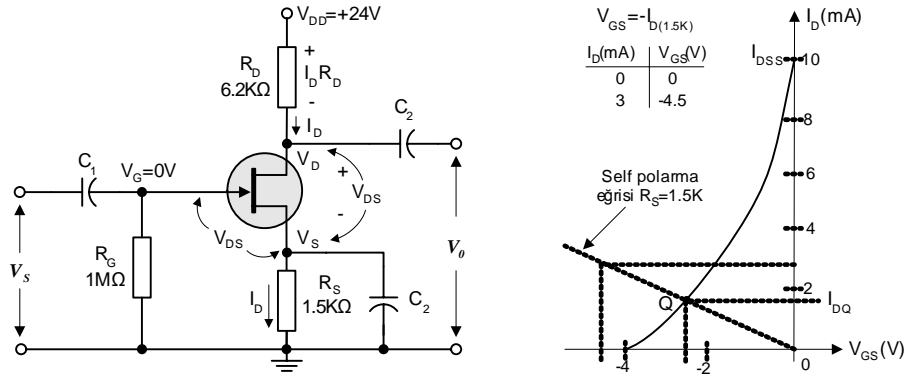 V_DD=+24V
R_D
6.2KΩ
+
I_DR_D
-
I_D
C_2
V_D
C_1
V_G=0V
+
V_DS
-
V_DS
V_S
V_S
R_G
1MΩ
I_D
R_S
1.5KΩ
C_2
V_0
V_GS=-I_D(1.5K)
I_D(mA) V_GS(V)
0 0
3 -4.5
I_D(mA)
I_DSS
10
8
6
Self polarma
eğrisi R_S=1.5K
4
2
Q
I_DQ
-4
-2
0
V_GS(V)